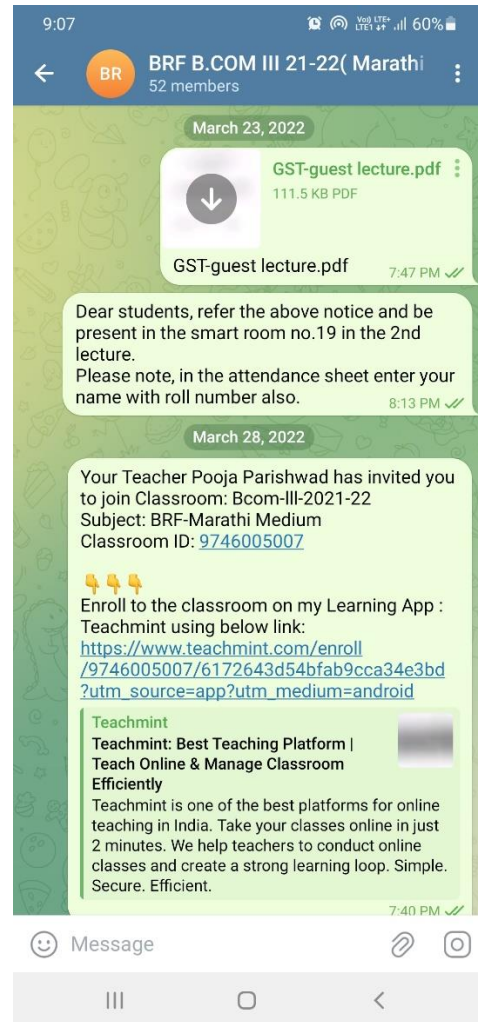 9:07
Vo)) LTE+
LTE1 60%
BR
BRF B.COM III 21-22( Marathi
52 members
March 23, 2022
GST-guest lecture.pdf
111.5 KB PDF
GST-guest lecture.pdf
7:47 PM
Dear students, refer the above notice and be
present in the smart room no.19 in the 2nd
lecture.
Please note, in the attendance sheet enter your
name with roll number also.
8:13 PM
March 28, 2022
Your Teacher Pooja Parishwad has invited you
to join Classroom: Bcom-III-2021-22
Subject: BRF-Marathi Medium
Classroom ID: 9746005007
👇👇👇
Enroll to the classroom on my Learning App :
Teachmint using below link:
https://www.teachmint.com/enroll
/9746005007/6172643d54bfab9cca34e3bd
?utm_source=app?utm_medium=android
Teachmint
Teachmint: Best Teaching Platform |
Teach Online & Manage Classroom
Efficiently
Teachmint is one of the best platforms for online
teaching in India. Take your classes online in just
2 minutes. We help teachers to conduct online
classes and create a strong learning loop. Simple.
Secure. Efficient.
7:40 PM
Message